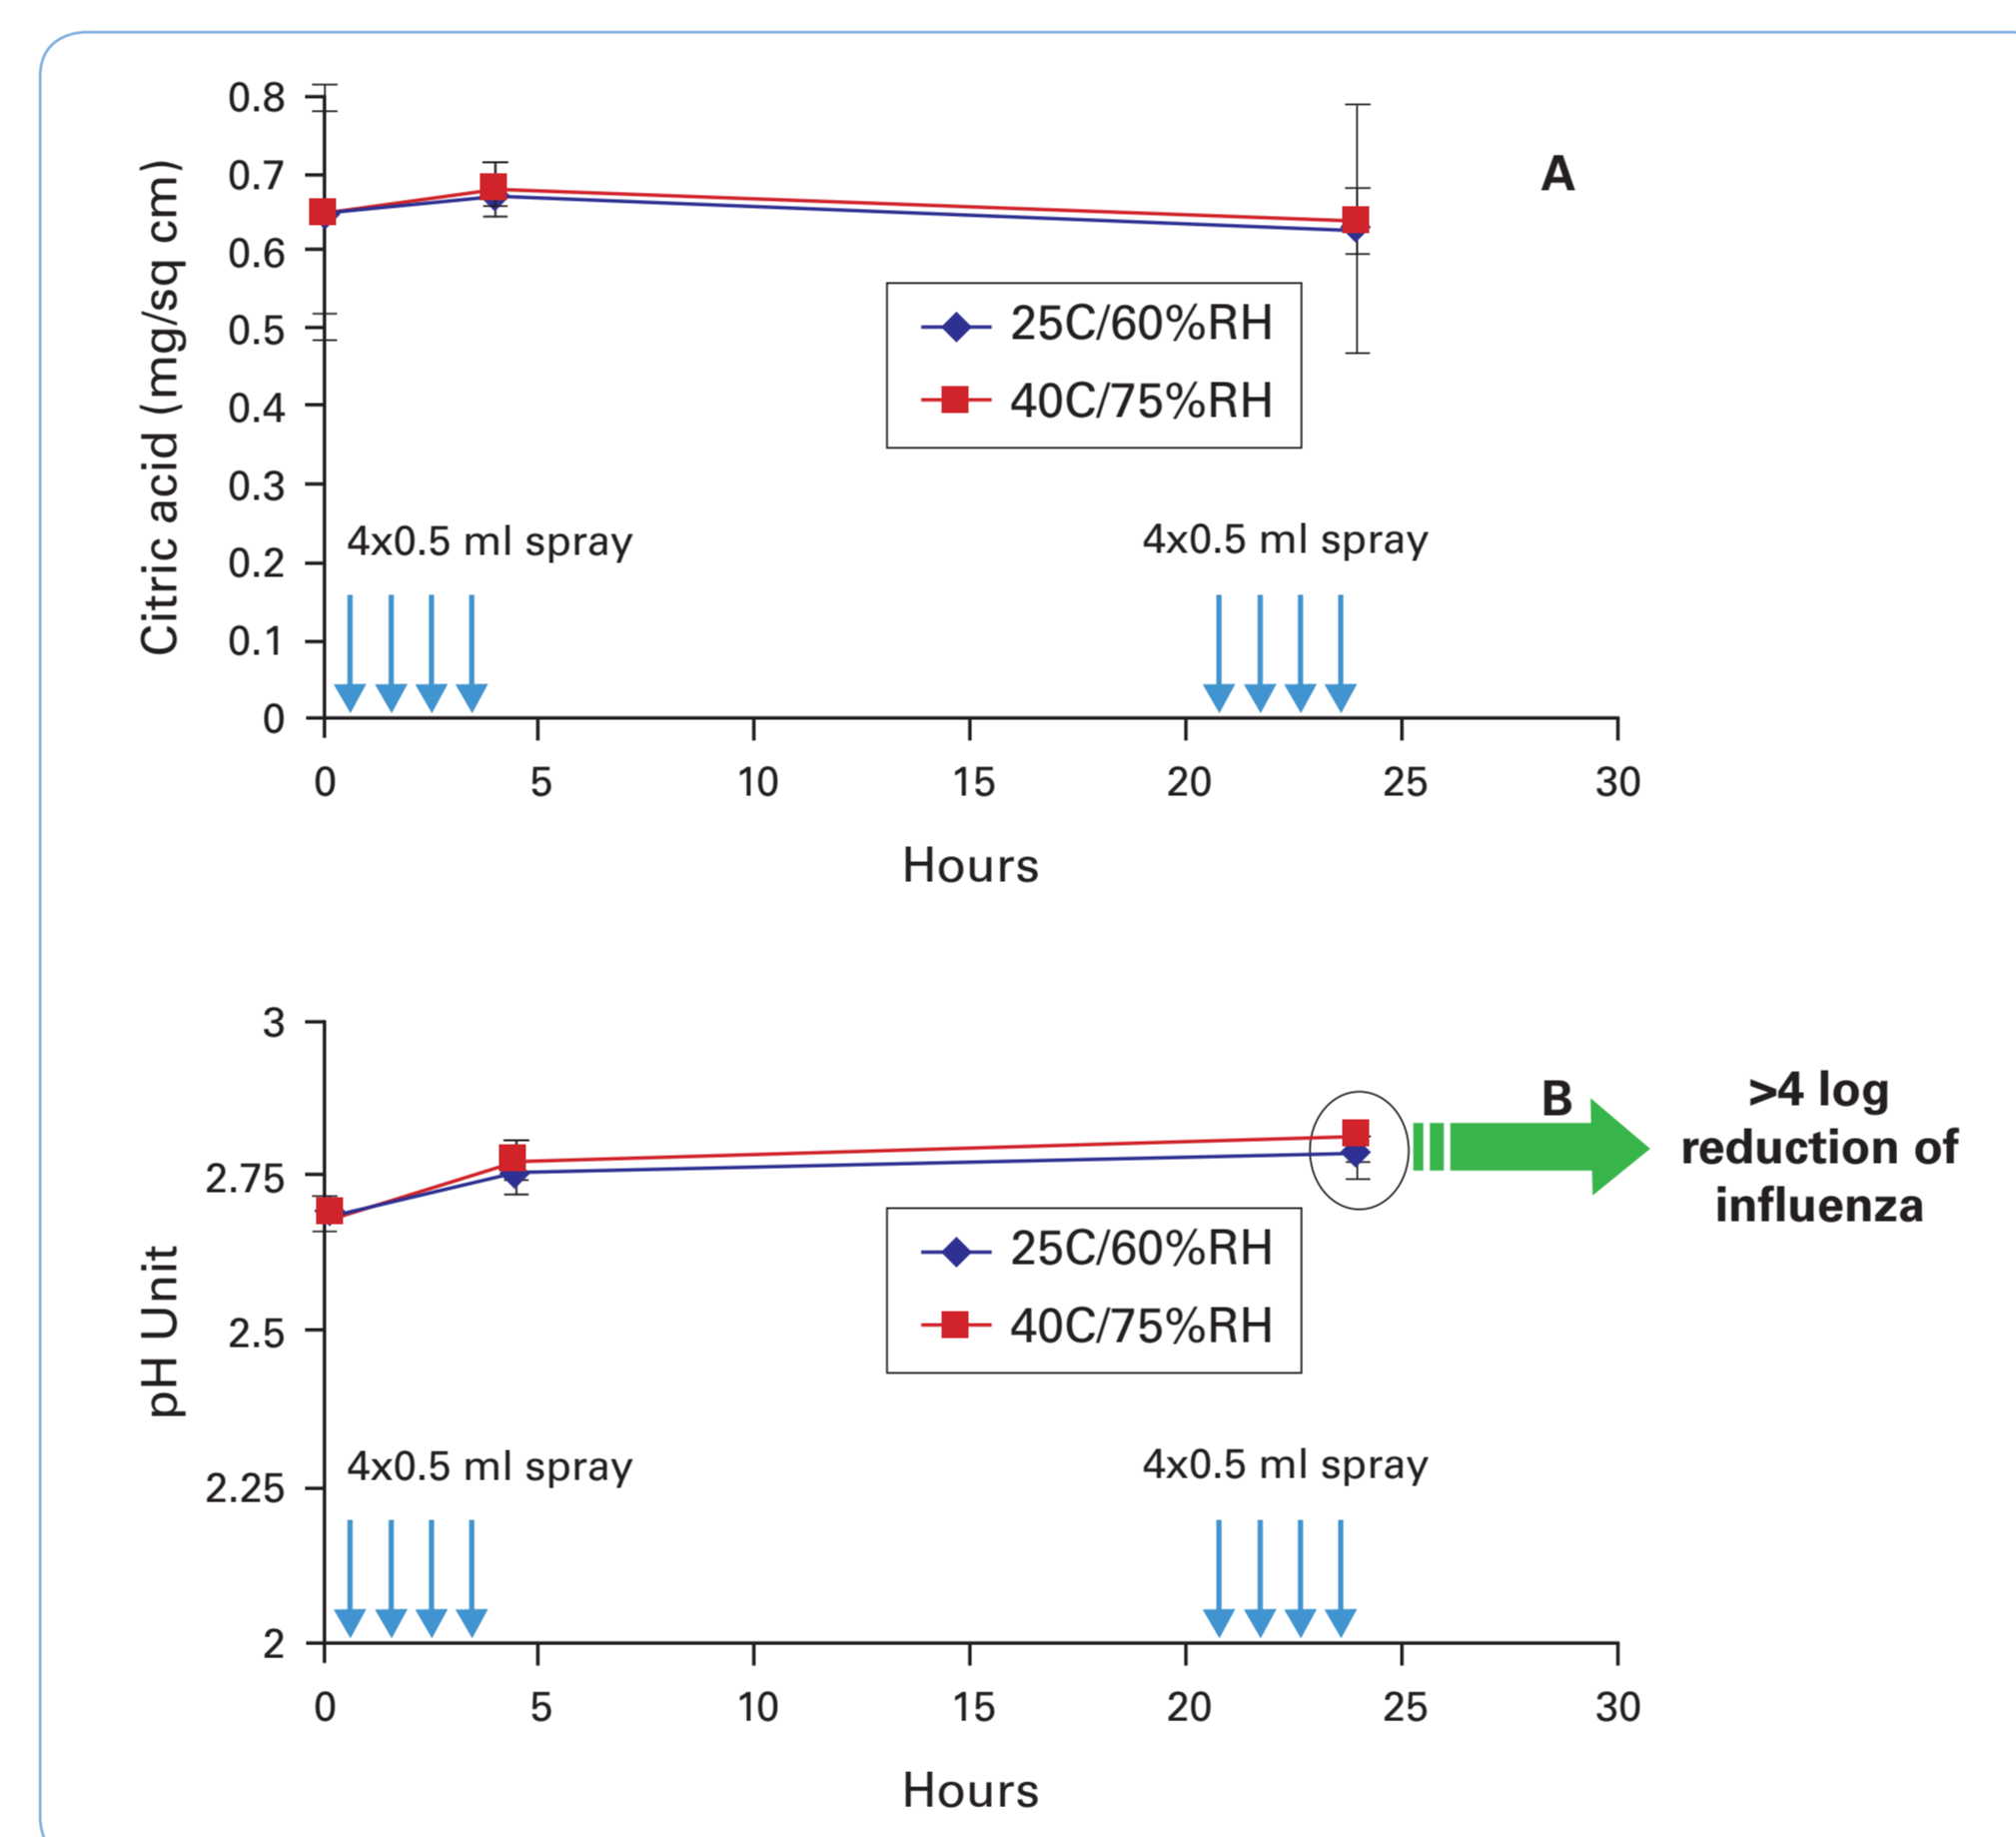 0.8
0.7
0.6
0.5
0.4
0.3
0.2
0.1
0
Citric acid (mg/sq cm)
A
25C/60%RH
40C/75%RH
4x0.5 ml spray
4x0.5 ml spray
0 5 10 15 20 25 30
Hours
3
2.75
2.5
2.25
2
pH Unit
B
>4 log
reduction of
influenza
25C/60%RH
40C/75%RH
4x0.5 ml spray
4x0.5 ml spray
0 5 10 15 20 25 30
Hours